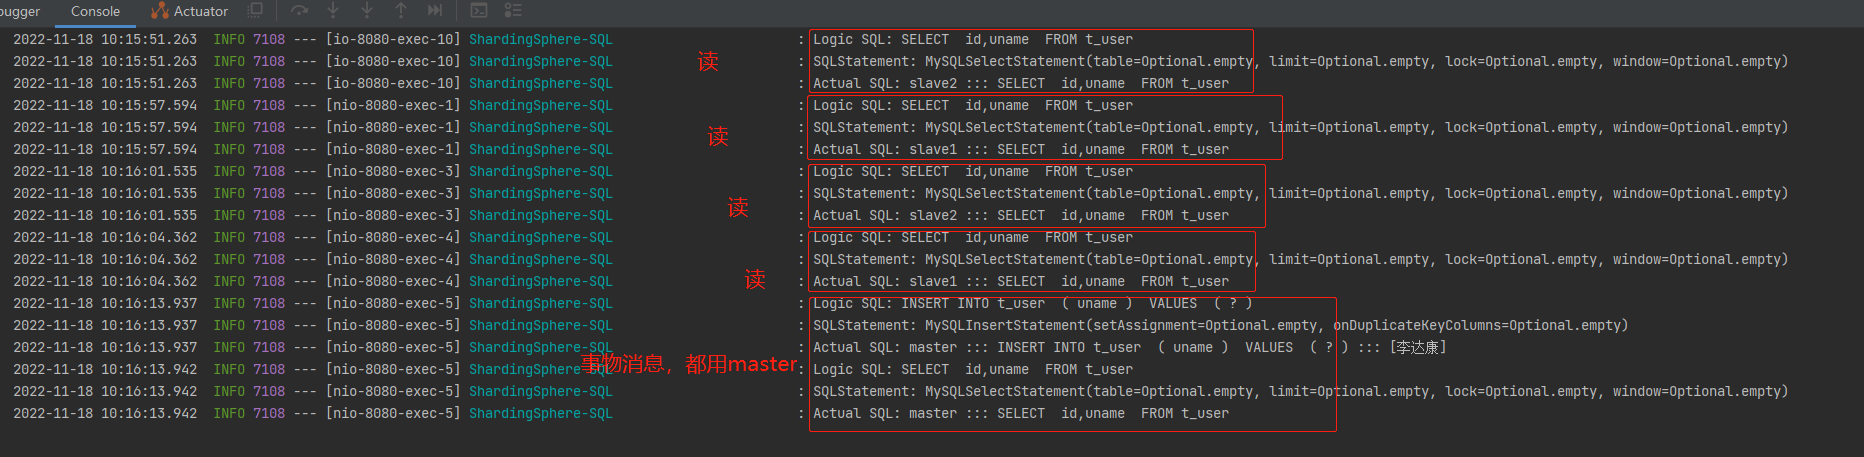 bugger Console Actuator
2022-11-18 10:15:51.263 INFO 7108 --- [io-8080-exec-10] ShardingSphere-SQL : Logic SQL: SELECT id,uname FROM t_user
读
2022-11-18 10:15:51.263 INFO 7108 --- [io-8080-exec-10] ShardingSphere-SQL : SQLStatement: MySQLSelectStatement(table=Optional.empty, limit=Optional.empty, lock=Optional.empty, window=Optional.empty)
2022-11-18 10:15:51.263 INFO 7108 --- [io-8080-exec-10] ShardingSphere-SQL : Actual SQL: slave2 ::: SELECT id,uname FROM t_user
2022-11-18 10:15:57.594 INFO 7108 --- [nio-8080-exec-1] ShardingSphere-SQL : Logic SQL: SELECT id,uname FROM t_user
读
2022-11-18 10:15:57.594 INFO 7108 --- [nio-8080-exec-1] ShardingSphere-SQL : SQLStatement: MySQLSelectStatement(table=Optional.empty, limit=Optional.empty, lock=Optional.empty, window=Optional.empty)
2022-11-18 10:15:57.594 INFO 7108 --- [nio-8080-exec-1] ShardingSphere-SQL : Actual SQL: slave1 ::: SELECT id,uname FROM t_user
2022-11-18 10:16:01.535 INFO 7108 --- [nio-8080-exec-3] ShardingSphere-SQL : Logic SQL: SELECT id,uname FROM t_user
2022-11-18 10:16:01.535 INFO 7108 --- [nio-8080-exec-3] ShardingSphere-SQL : SQLStatement: MySQLSelectStatement(table=Optional.empty, limit=Optional.empty, lock=Optional.empty, window=Optional.empty)
读
2022-11-18 10:16:01.535 INFO 7108 --- [nio-8080-exec-3] ShardingSphere-SQL : Actual SQL: slave2 ::: SELECT id,uname FROM t_user
2022-11-18 10:16:04.362 INFO 7108 --- [nio-8080-exec-4] ShardingSphere-SQL : Logic SQL: SELECT id,uname FROM t_user
2022-11-18 10:16:04.362 INFO 7108 --- [nio-8080-exec-4] ShardingSphere-SQL : SQLStatement: MySQLSelectStatement(table=Optional.empty, limit=Optional.empty, lock=Optional.empty, window=Optional.empty)
读
2022-11-18 10:16:04.362 INFO 7108 --- [nio-8080-exec-4] ShardingSphere-SQL : Actual SQL: slave1 ::: SELECT id,uname FROM t_user
2022-11-18 10:16:13.937 INFO 7108 --- [nio-8080-exec-5] ShardingSphere-SQL : Logic SQL: INSERT INTO t_user ( uname ) VALUES ( ? )
2022-11-18 10:16:13.937 INFO 7108 --- [nio-8080-exec-5] ShardingSphere-SQL : SQLStatement: MySQLInsertStatement(setAssignment=Optional.empty, onDuplicateKeyColumns=Optional.empty)
2022-11-18 10:16:13.937 INFO 7108 --- [nio-8080-exec-5] ShardingSphere-SQL : Actual SQL: master ::: INSERT INTO t_user ( uname ) VALUES ( ? ) ::: [李达康]
事物消息，都用master
2022-11-18 10:16:13.942 INFO 7108 --- [nio-8080-exec-5] ShardingSphere-SQL : Logic SQL: SELECT id,uname FROM t_user
2022-11-18 10:16:13.942 INFO 7108 --- [nio-8080-exec-5] ShardingSphere-SQL : SQLStatement: MySQLSelectStatement(table=Optional.empty, limit=Optional.empty, lock=Optional.empty, window=Optional.empty)
2022-11-18 10:16:13.942 INFO 7108 --- [nio-8080-exec-5] ShardingSphere-SQL : Actual SQL: master ::: SELECT id,uname FROM t_user